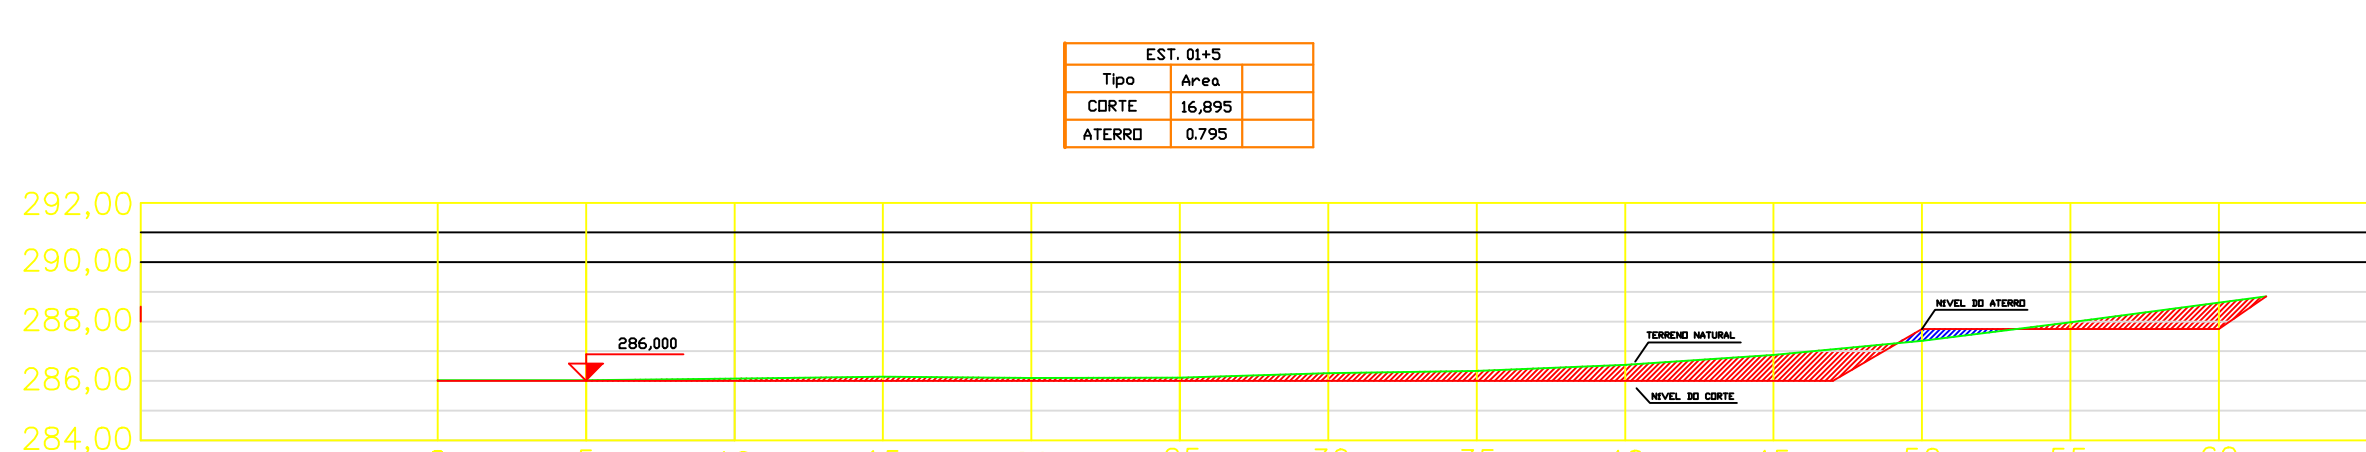 EST. 01+5
Tipo Area
CORTE 16,895
ATERRO 0.795
292,00
290,00
288,00
NIVEL DO ATERRO
TERRENO NATURAL
286,000
286,00
NIVEL DO CORTE
284,00